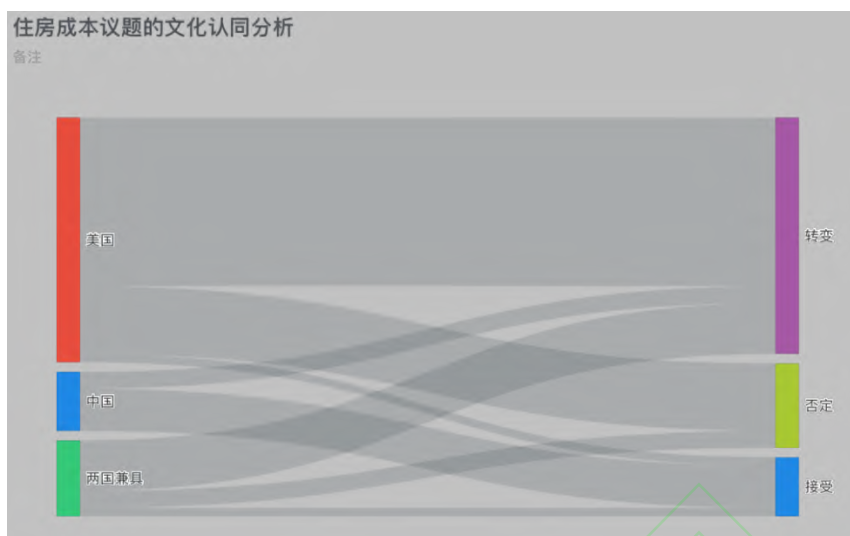 住房成本议题的文化认同分析
备注
美国
转变
中国
否定
两国兼具
接受